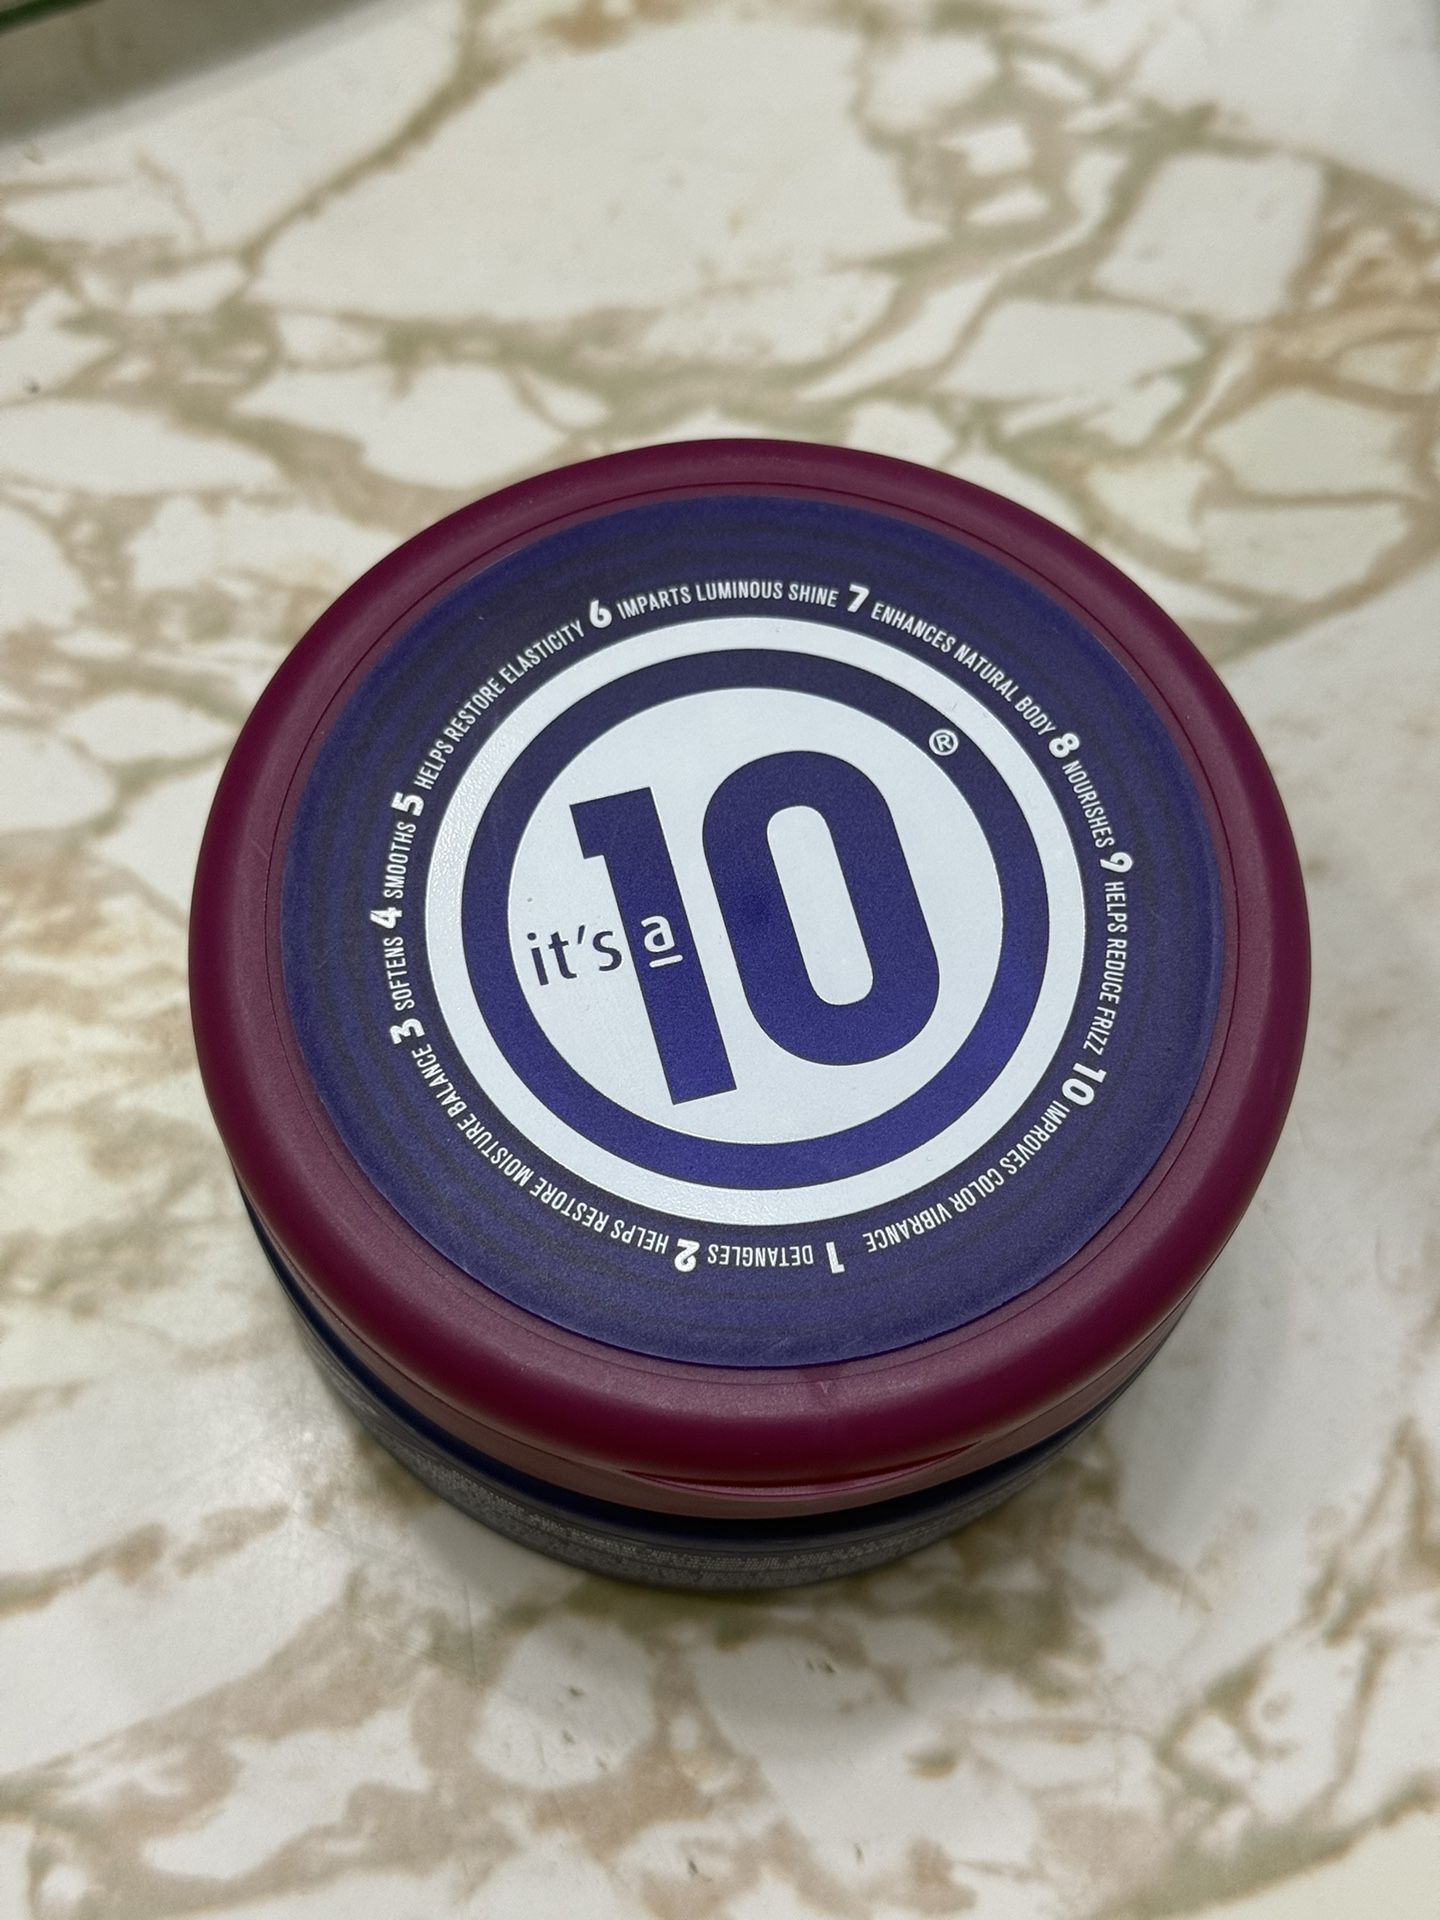 it's a 10®
1 DETANGLES
2 HELPS RESTORE MOISTURE BALANCE
3 SOFTENS
4 SMOOTHS
5 HELPS RESTORE ELASTICITY
6 IMPARTS LUMINOUS SHINE
7 ENHANCES NATURAL BODY
8 NOURISHES
9 HELPS REDUCE FRIZZ
10 IMPROVES COLOR VIBRANCE